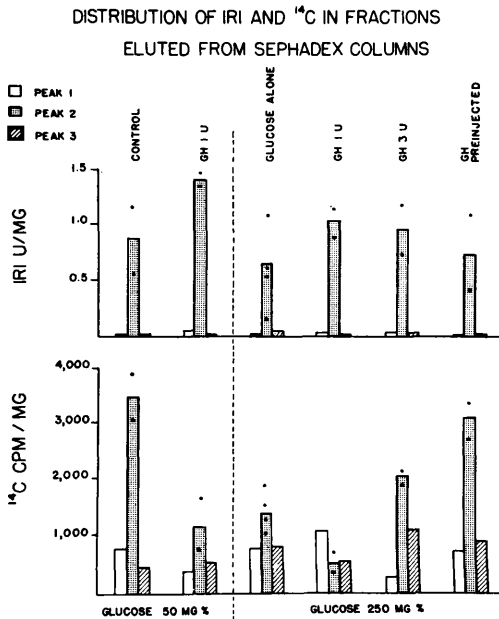 DISTRIBUTION OF IRI AND ¹⁴C IN FRACTIONS
ELUTED FROM SEPHADEX COLUMNS
PEAK 1
PEAK 2
PEAK 3
CONTROL
GH 1 U
GLUCOSE ALONE
GH 1 U
GH 3 U
GH PREINJECTED
IRI U/MG
1.5
1.0
0.5
¹⁴C CPM / MG
4,000
3,000
2,000
1,000
GLUCOSE 50 MG %
GLUCOSE 250 MG %